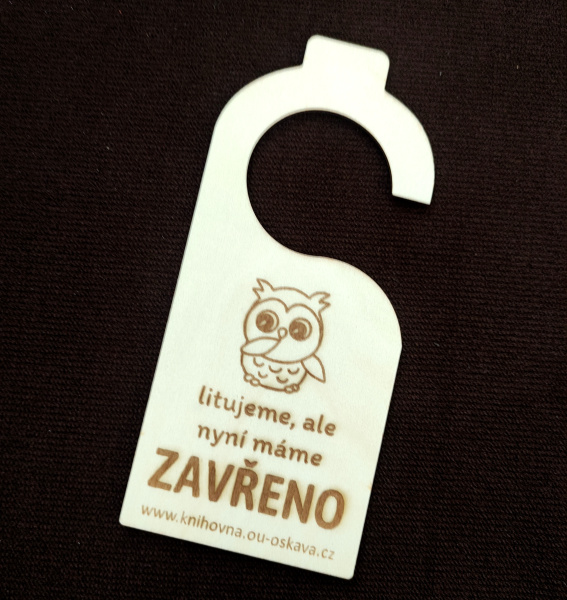 litujeme, ale
nyní máme
ZAVŘENO
www.knihovna.ou-oskava.cz